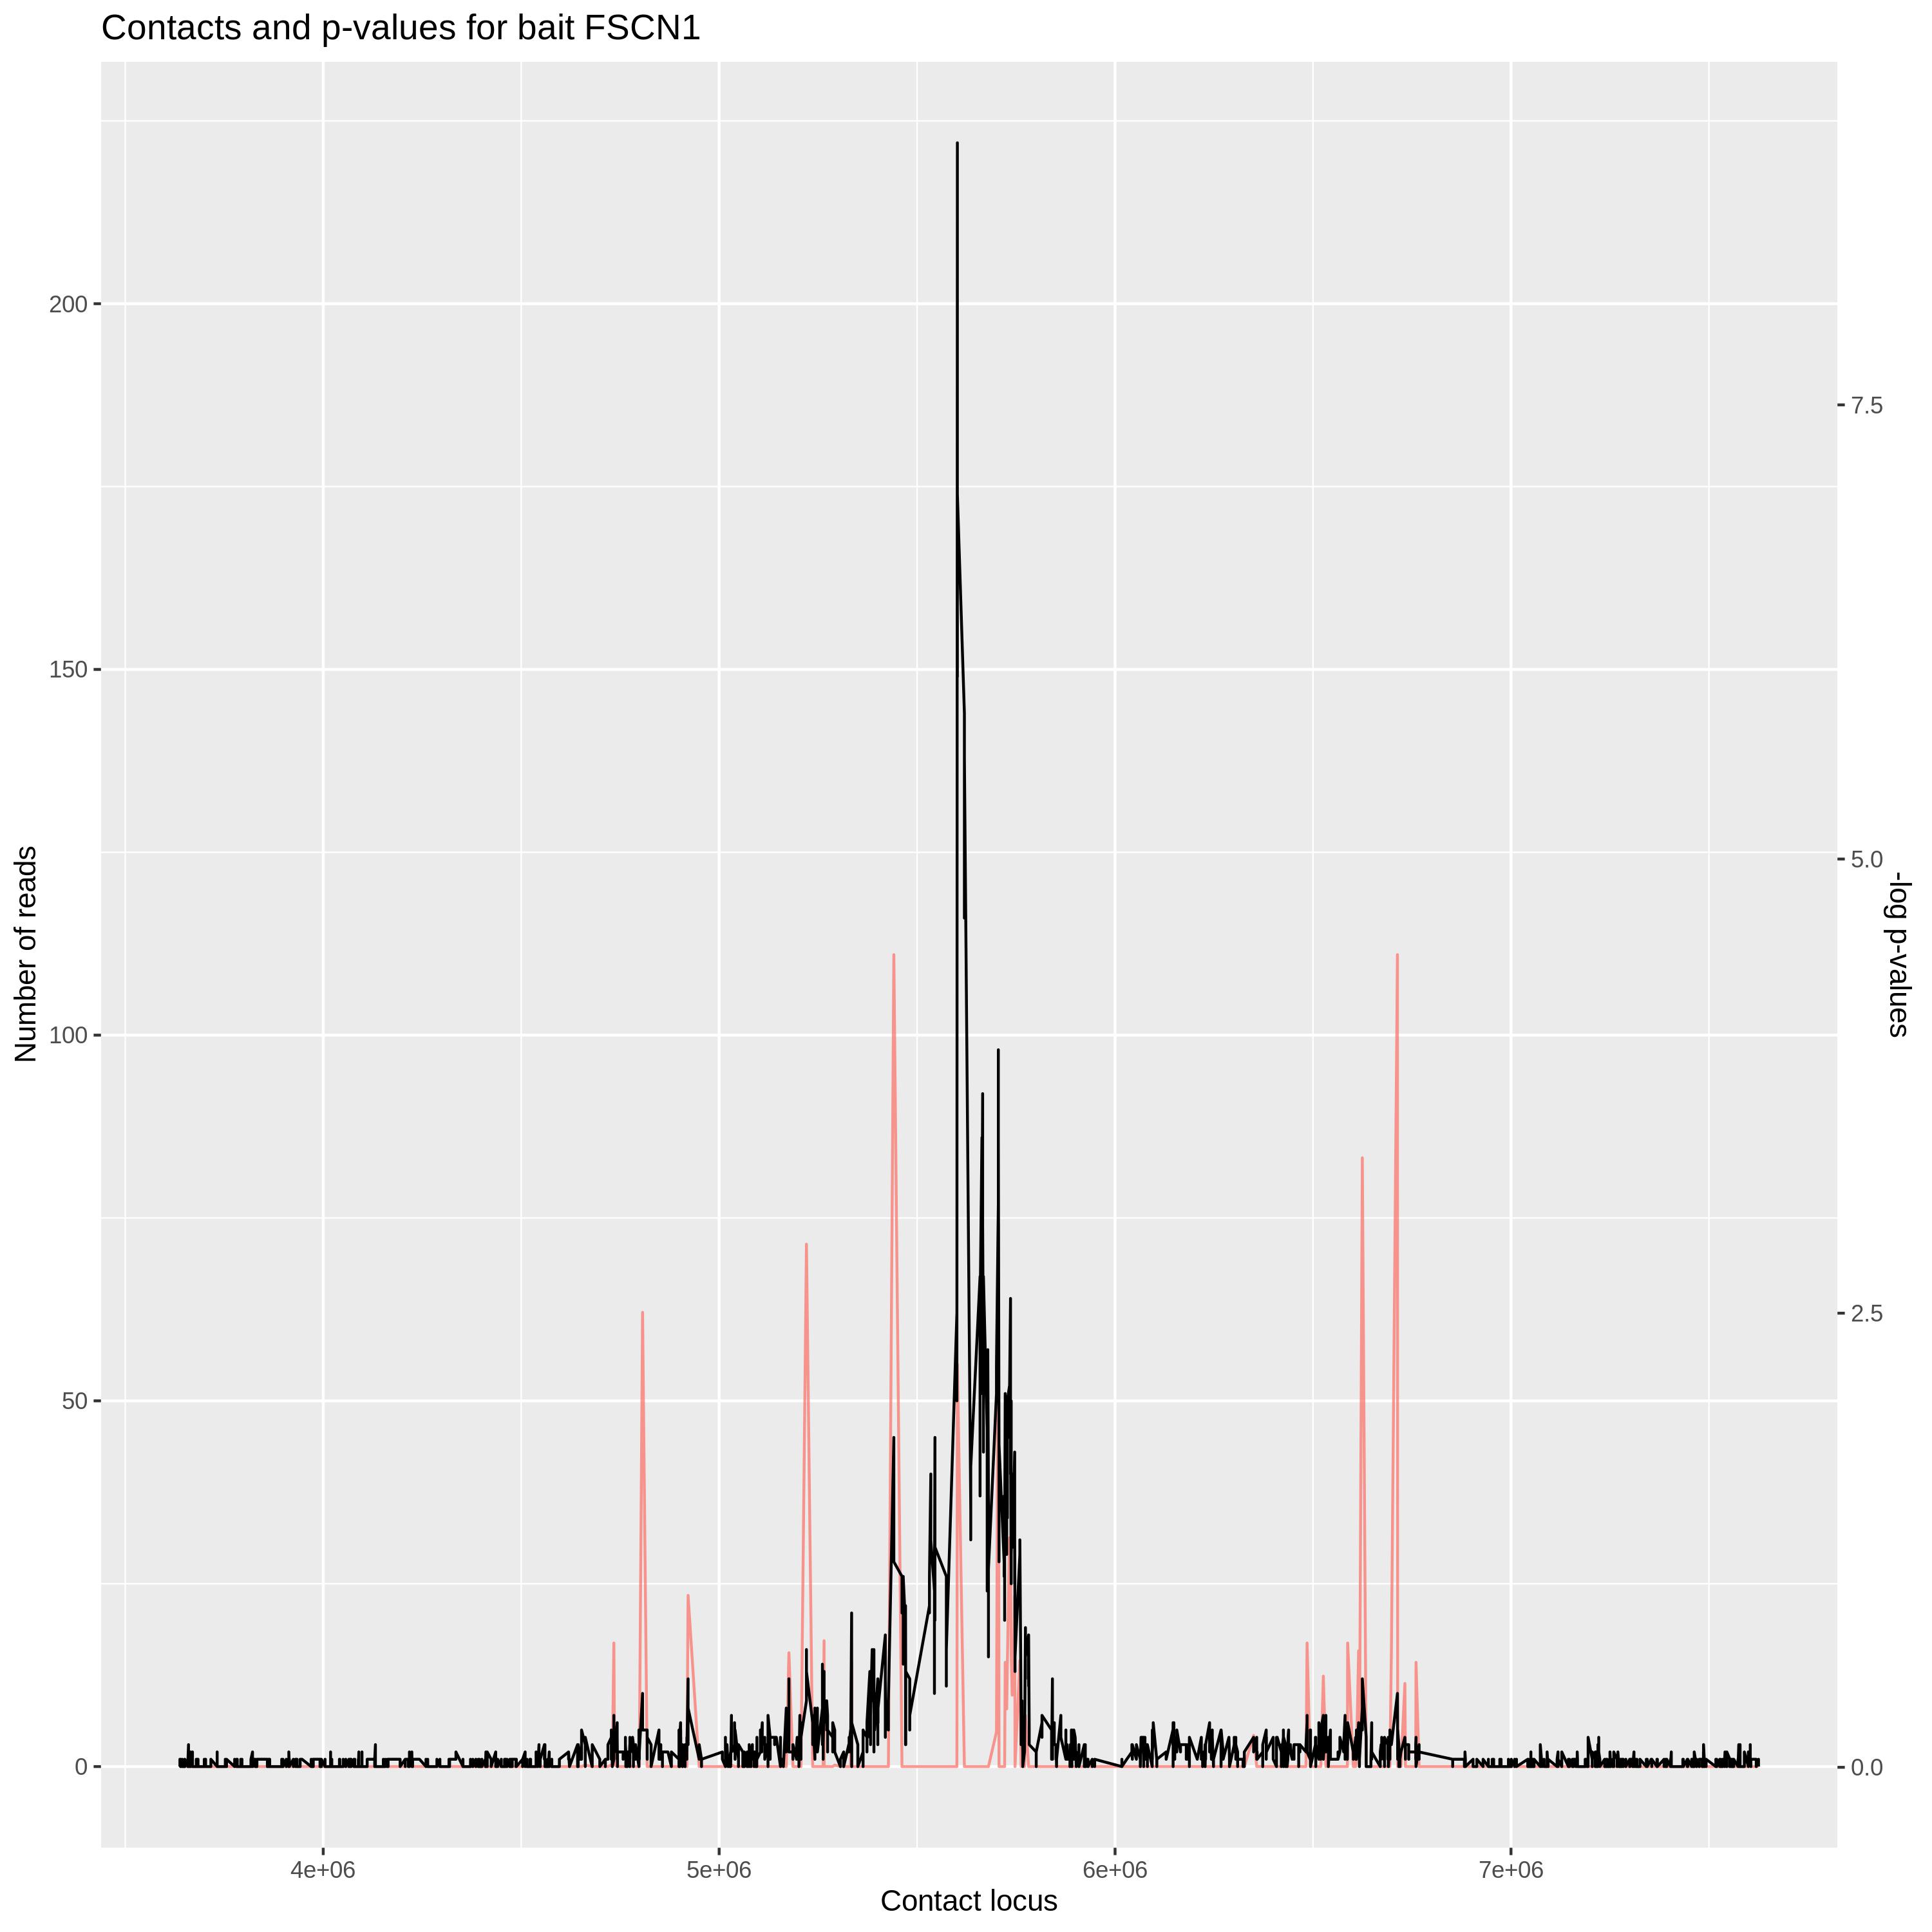 Contacts and p-values for bait FSCN1
Number of reads
200
150
100
50
0
7.5
5.0
2.5
0.0
-log p-values
4e+06 5e+06 6e+06 7e+06
Contact locus